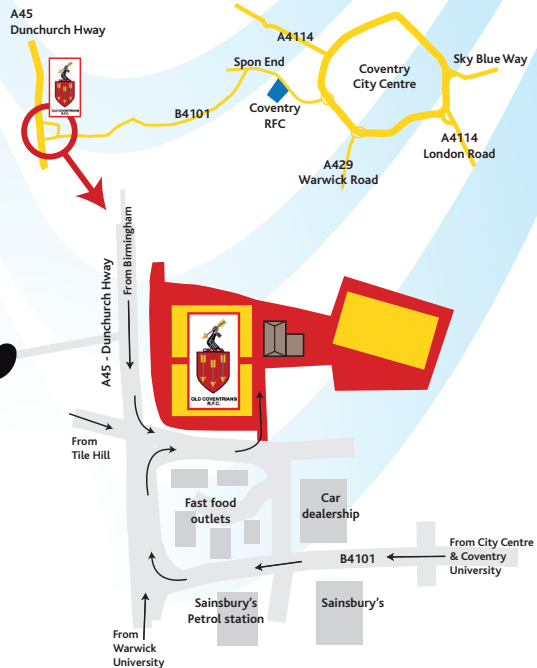 A45
Dunchurch Hway
OLD COVENTRIANS
R.F.C.
A4114
Spon End
Coventry
City Centre
Sky Blue Way
B4101
Coventry
RFC
A4114
London Road
A429
Warwick Road
A45 - Dunchurch Hway
From Birmingham
OLD COVENTRIANS
R.F.C.
From
Tile Hill
Fast food
outlets
Car
dealership
B4101
From City Centre
& Coventry
University
Sainsbury's
Petrol station
Sainsbury's
From
Warwick
University